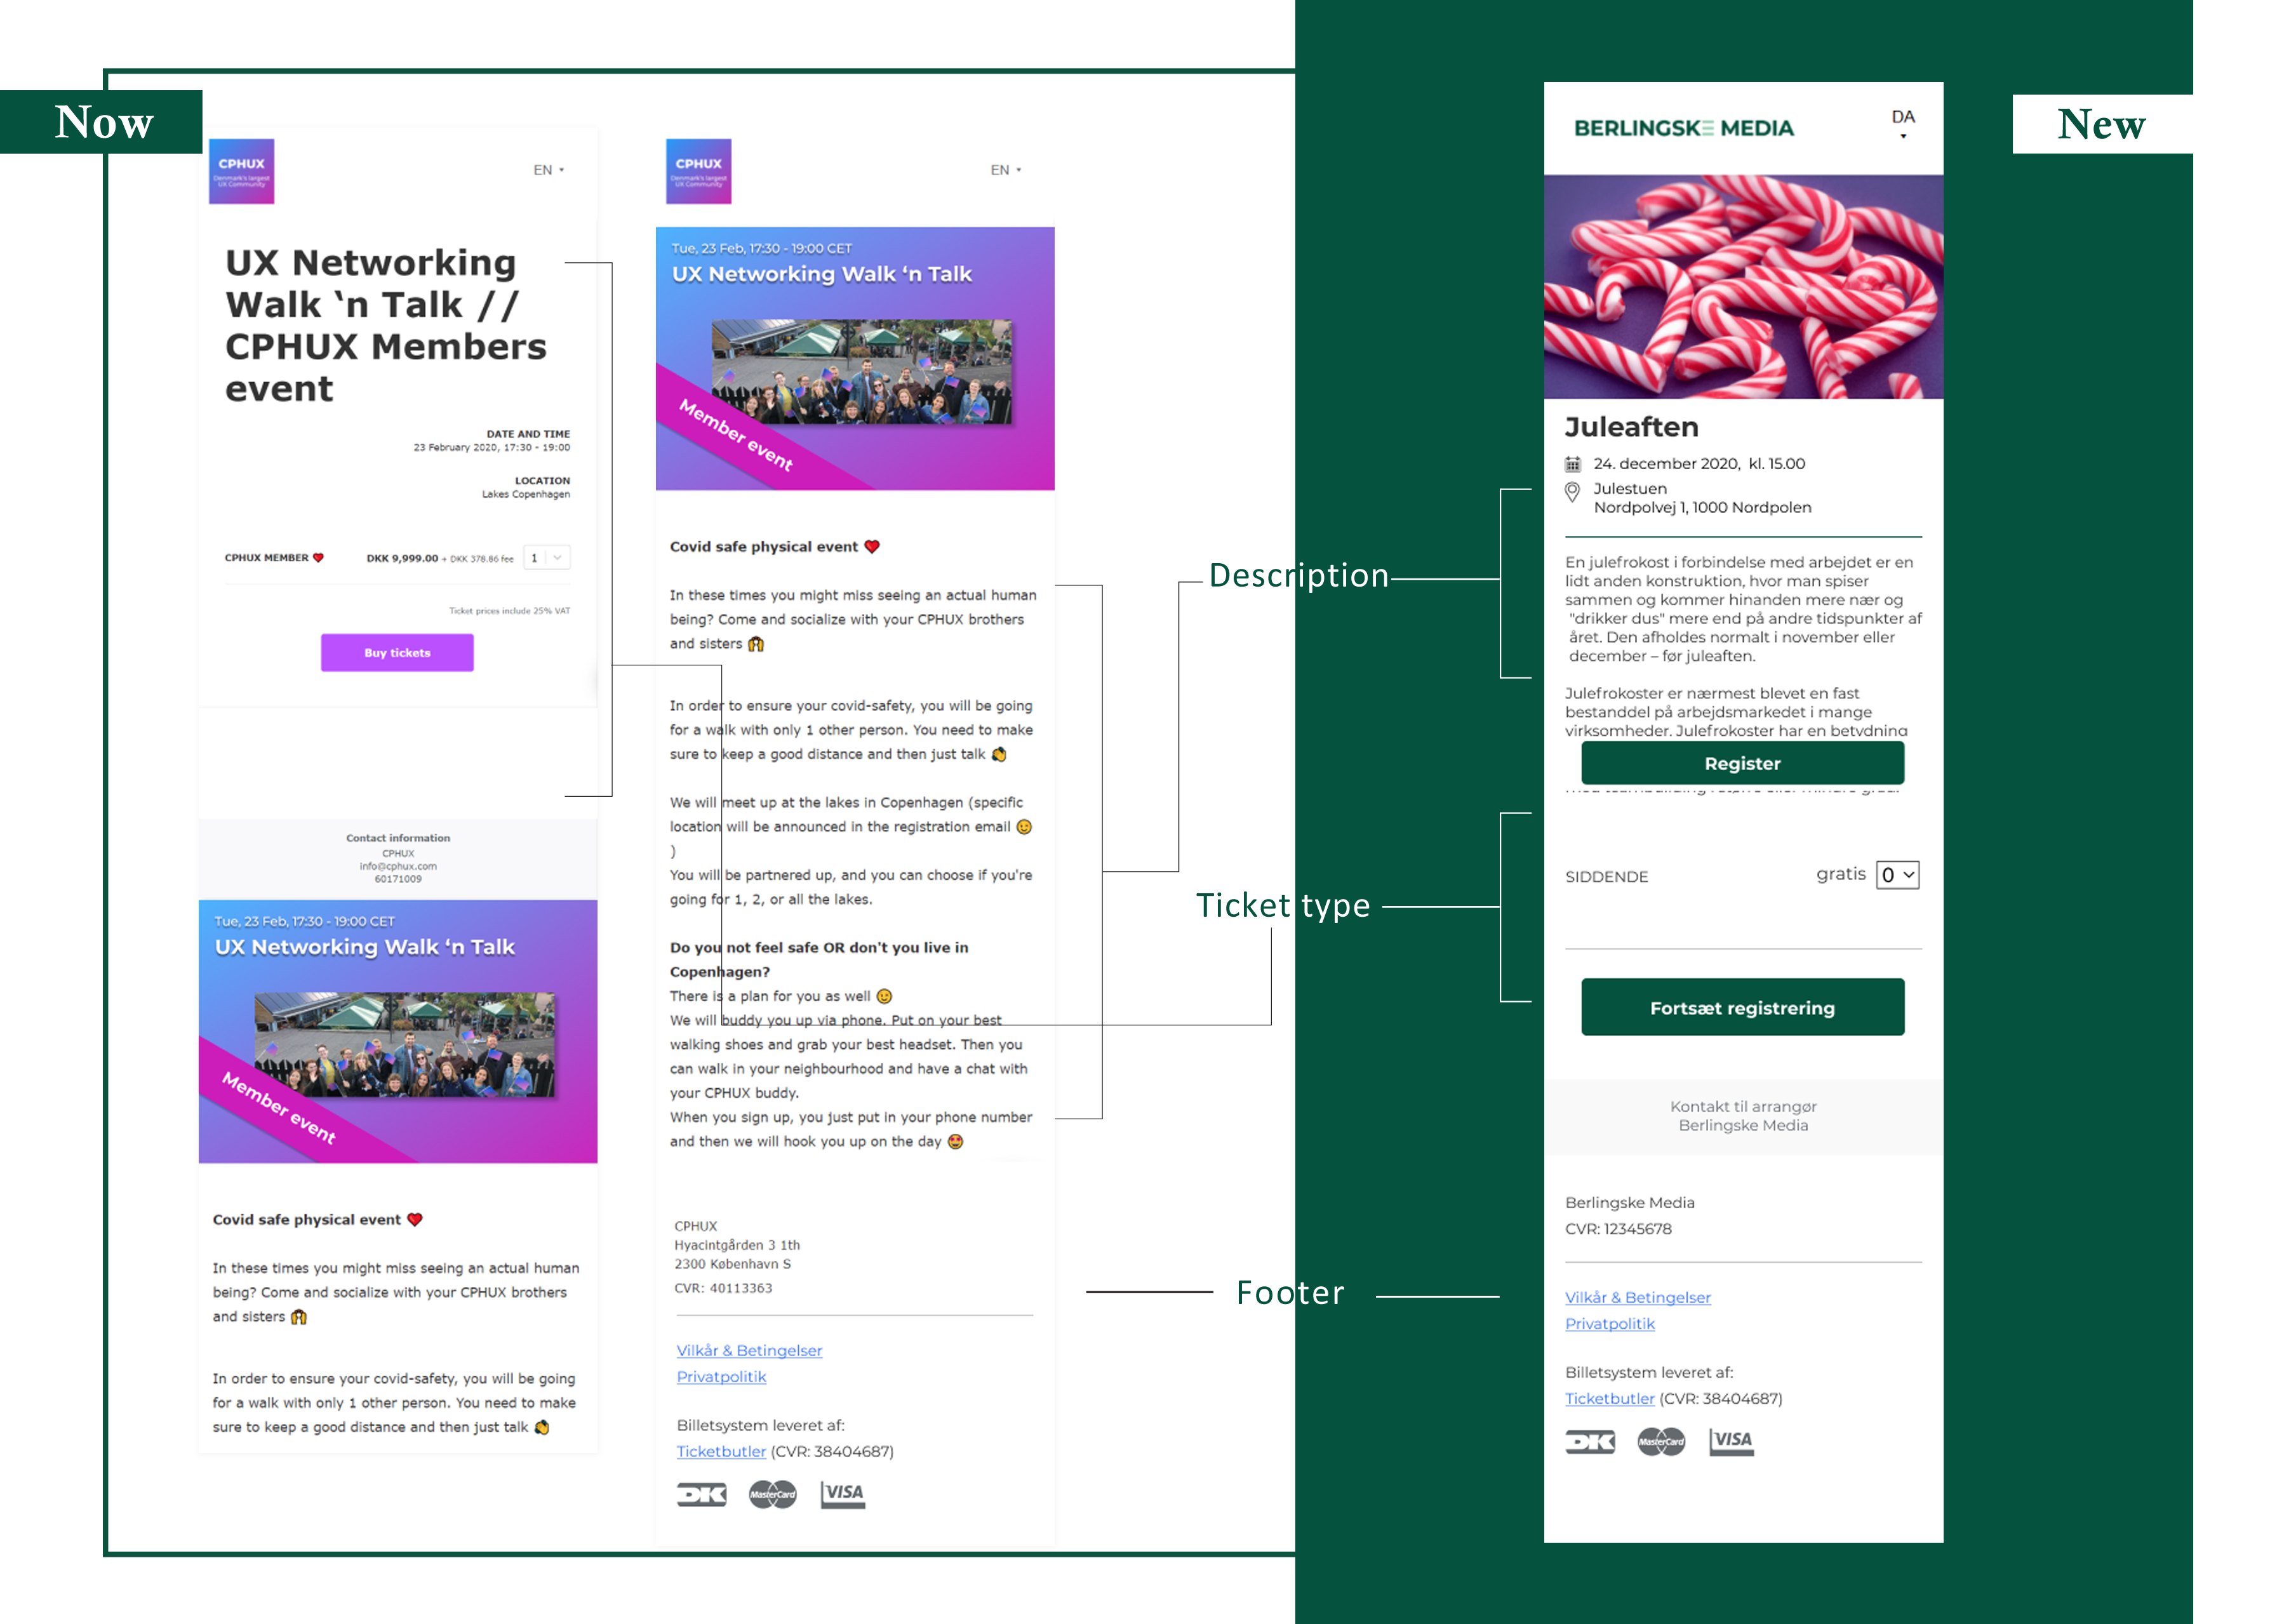 Now
CPHUX
Denmark's largest
UX Community
EN
UX Networking
Walk ‘n Talk //
CPHUX Members
event
DATE AND TIME
23 February 2020, 17:30 - 19:00
LOCATION
Lakes Copenhagen
CPHUX MEMBER ❤ DKK 9,999.00 + DKK 378.86 fee 1
Ticket prices include 25% VAT
Buy tickets
Contact information
CPHUX
info@cphux.com
60171009
Tue, 23 Feb, 17:30 - 19:00 CET
UX Networking Walk ‘n Talk
Member event
Covid safe physical event ❤
In these times you might miss seeing an actual human
being? Come and socialize with your CPHUX brothers
and sisters
In order to ensure your covid-safety, you will be going
for a walk with only 1 other person. You need to make
sure to keep a good distance and then just talk
CPHUX
Denmark's largest
UX Community
EN
Tue, 23 Feb, 17:30 - 19:00 CET
UX Networking Walk ‘n Talk
Member event
Covid safe physical event ❤
In these times you might miss seeing an actual human
being? Come and socialize with your CPHUX brothers
and sisters
In order to ensure your covid-safety, you will be going
for a walk with only 1 other person. You need to make
sure to keep a good distance and then just talk
We will meet up at the lakes in Copenhagen (specific
location will be announced in the registration email 😉
)
You will be partnered up, and you can choose if you're
going for 1, 2, or all the lakes.
Do you not feel safe OR don't you live in
Copenhagen?
There is a plan for you as well 😉
We will buddy you up via phone. Put on your best
walking shoes and grab your best headset. Then you
can walk in your neighbourhood and have a chat with
your CPHUX buddy.
When you sign up, you just put in your phone number
and then we will hook you up on the day 😍
CPHUX
Hyacintgården 3 1th
2300 København S
CVR: 40113363
Vilkår & Betingelser
Privatpolitik
Billetsystem leveret af:
Ticketbutler (CVR: 38404687)
DK MasterCard VISA
Description
Ticket type
Footer
New
BERLINGSKE MEDIA
DA
Juleaften
24. december 2020, kl. 15.00
Julestuen
Nordpolvej 1, 1000 Nordpolen
En julefrokost i forbindelse med arbejdet er en
lidt anden konstruktion, hvor man spiser
sammen og kommer hinanden mere nær og
"drikker dus" mere end på andre tidspunkter af
året. Den afholdes normalt i november eller
december – før juleaften.
Julefrokoster er nærmest blevet en fast
bestanddel på arbejdsmarkedet i mange
virksomheder. Julefrokoster har en betydning
Register
SIDDENDE gratis 0
Fortsæt registrering
Kontakt til arrangør
Berlingske Media
Berlingske Media
CVR: 12345678
Vilkår & Betingelser
Privatpolitik
Billetsystem leveret af:
Ticketbutler (CVR: 38404687)
DK MasterCard VISA